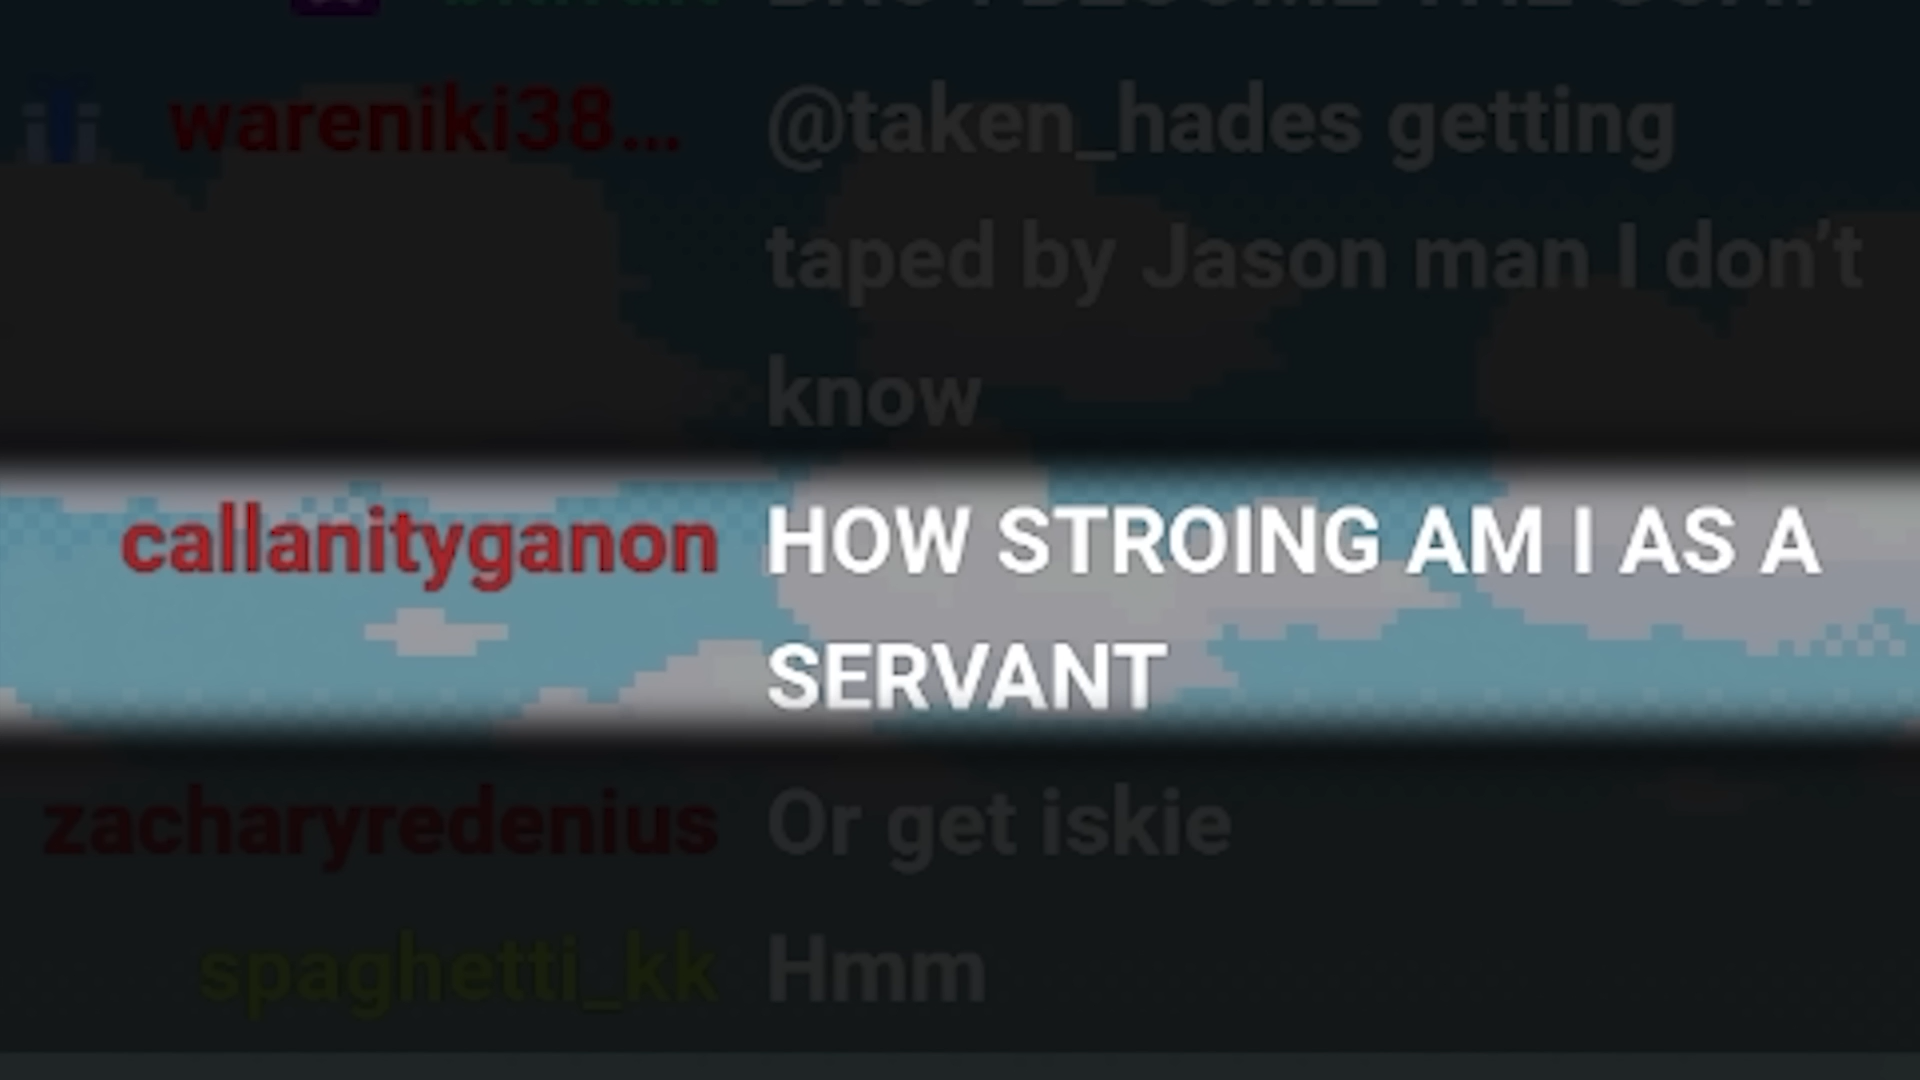 wareniki38... @taken_hades getting
taped by Jason man I don't
know
callanityganon HOW STROING AM I AS A
SERVANT
zacharyredenius Or get iskie
spaghetti_kk Hmm